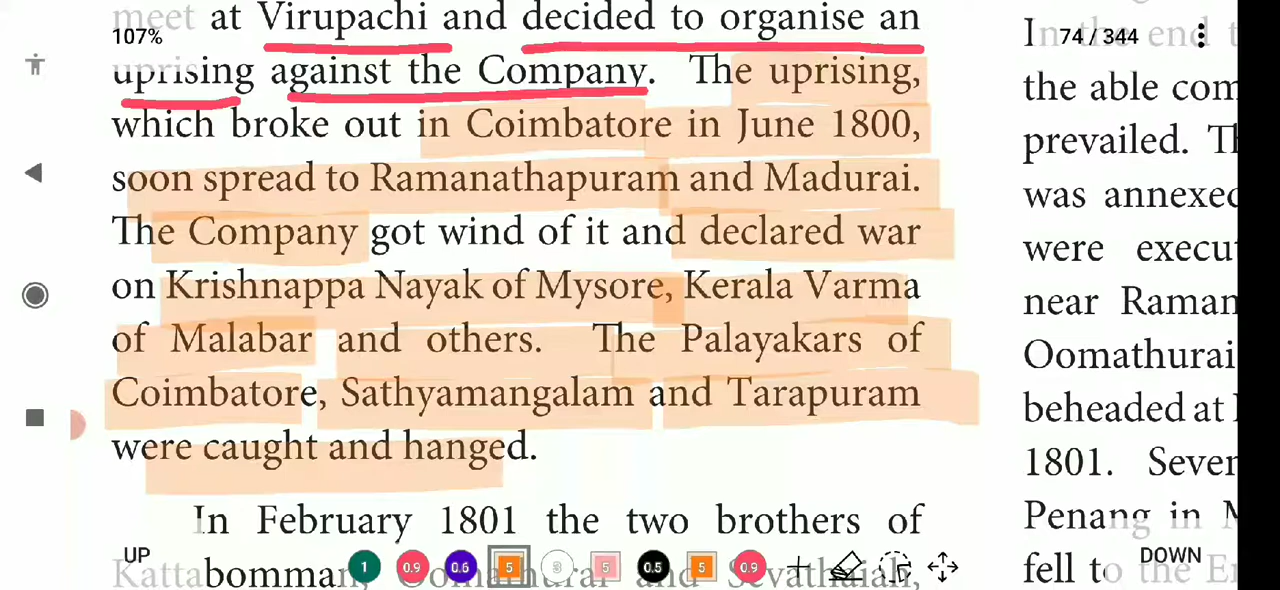 meet at Virupachi and decided to organise an
107%
uprising against the Company. The uprising,
which broke out in Coimbatore in June 1800,
soon spread to Ramanathapuram and Madurai.
The Company got wind of it and declared war
on Krishnappa Nayak of Mysore, Kerala Varma
of Malabar and others. The Palayakars of
Coimbatore, Sathyamangalam and Tarapuram
were caught and hanged.
In February 1801 the two brothers of
UP
1 0.9 0.6 5 3 5 0.5 5 0.9
In the end
74/344
the able
prevailed.
was
were
near
Oomathurai
beheaded at
1801.
Penang in
fell to the
DOWN